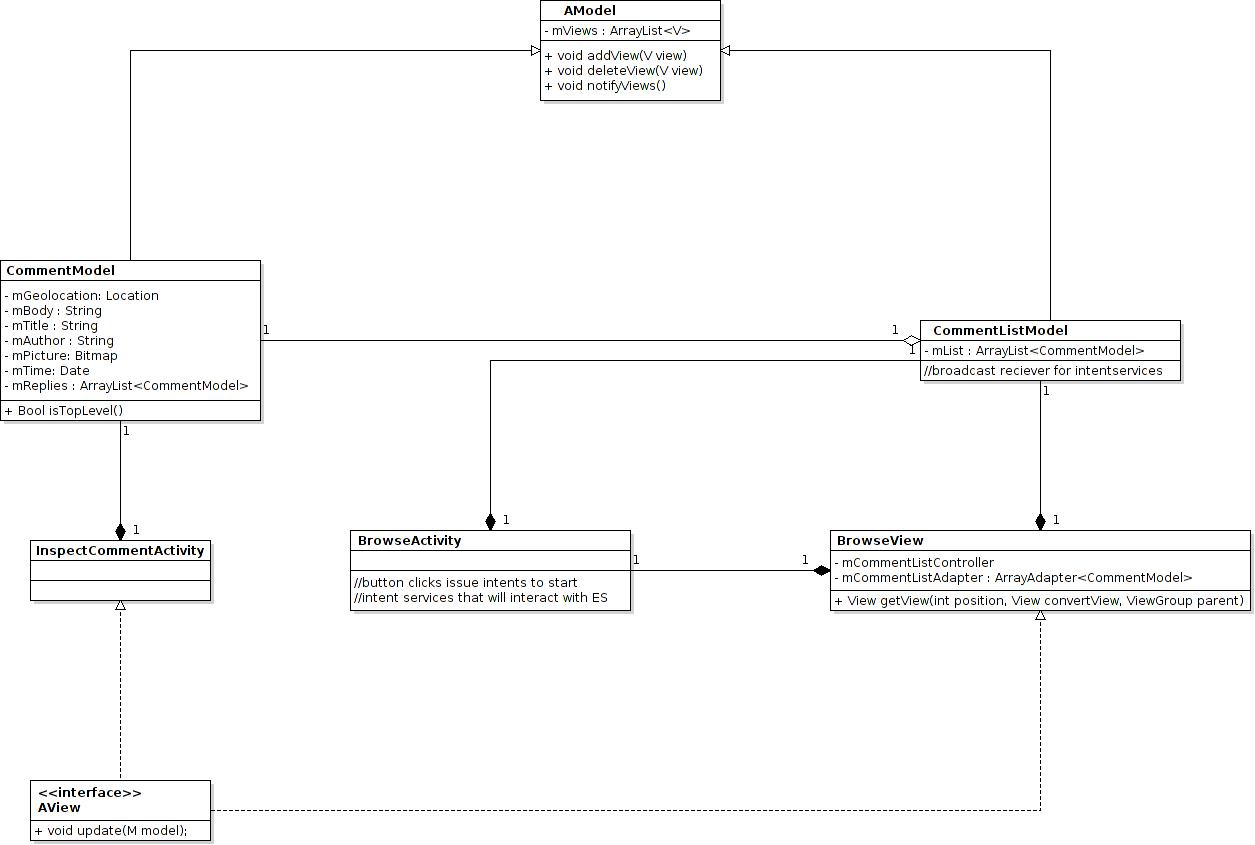 AModel
- mViews : ArrayList<V>
+ void addView(V view)
+ void deleteView(V view)
+ void notifyViews()
CommentModel
- mGeolocation: Location
- mBody : String
- mTitle : String
- mAuthor : String
- mPicture: Bitmap
- mTime: Date
- mReplies : ArrayList<CommentModel>
+ Bool isTopLevel()
1
1
1
CommentListModel
- mList : ArrayList<CommentModel>
//broadcast reciever for intentservices
1
1
1
1
1
InspectCommentActivity
BrowseActivity
//button clicks issue intents to start
//intent services that will interact with ES
1
1
BrowseView
- mCommentListController
- mCommentListAdapter : ArrayAdapter<CommentModel>
+ View getView(int position, View convertView, ViewGroup parent)
<<interface>>
AView
+ void update(M model);